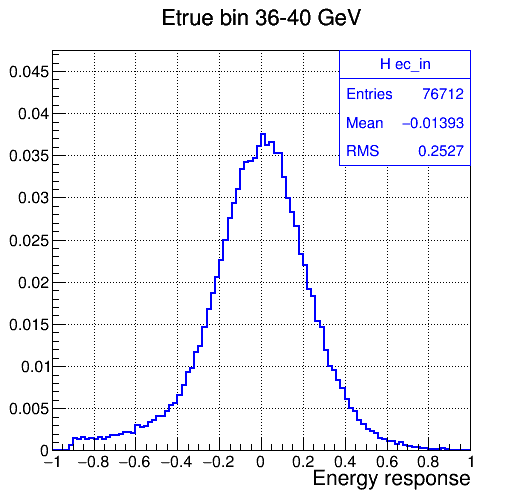 Etrue bin 36-40 GeV
H ec_in
Entries 76712
Mean −0.01393
RMS 0.2527
0.045
0.04
0.035
0.03
0.025
0.02
0.015
0.01
0.005
0
−1 −0.8 −0.6 −0.4 −0.2 0 0.2 0.4 0.6 0.8 1
Energy response